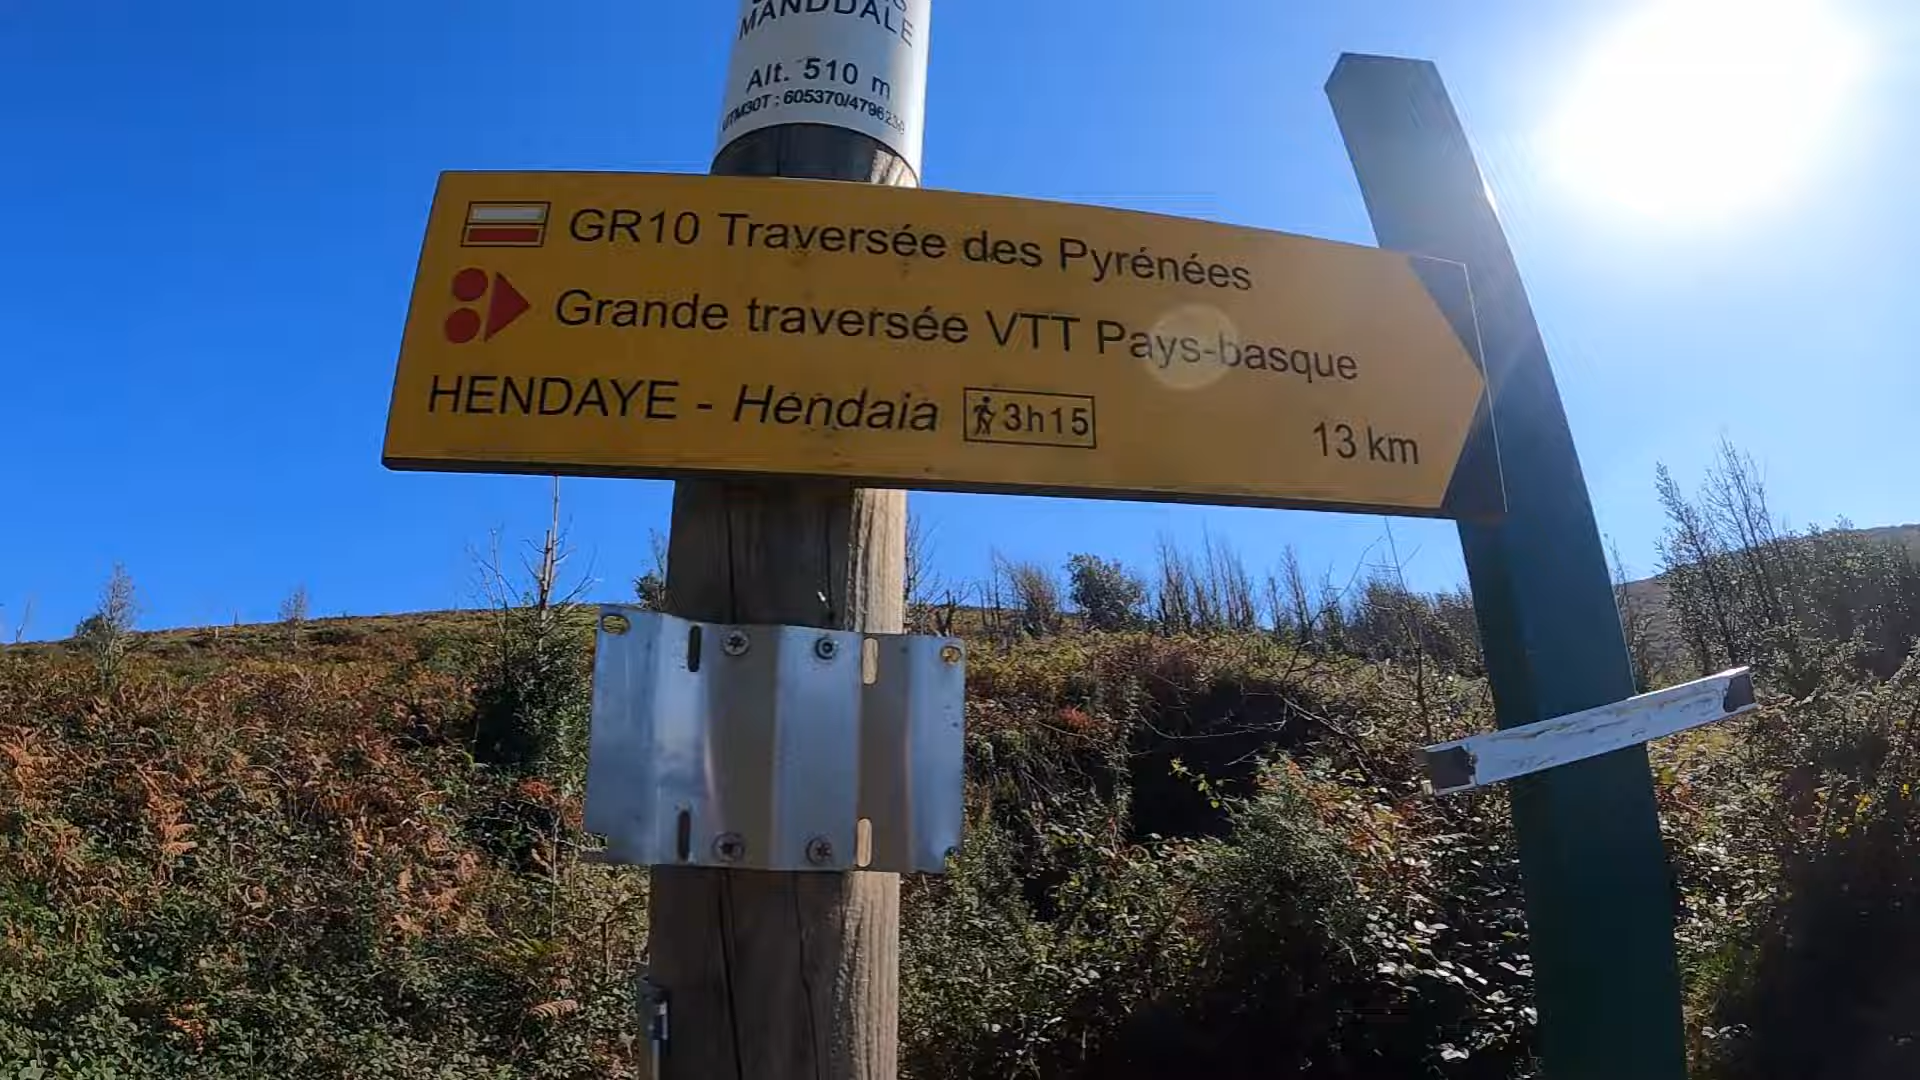 MANDDALE
Alt. 510 m
GR10 Traversée des Pyrénées
Grande traversée VTT Pays-basque
HENDAYE - Hendaia 3h15 13 km